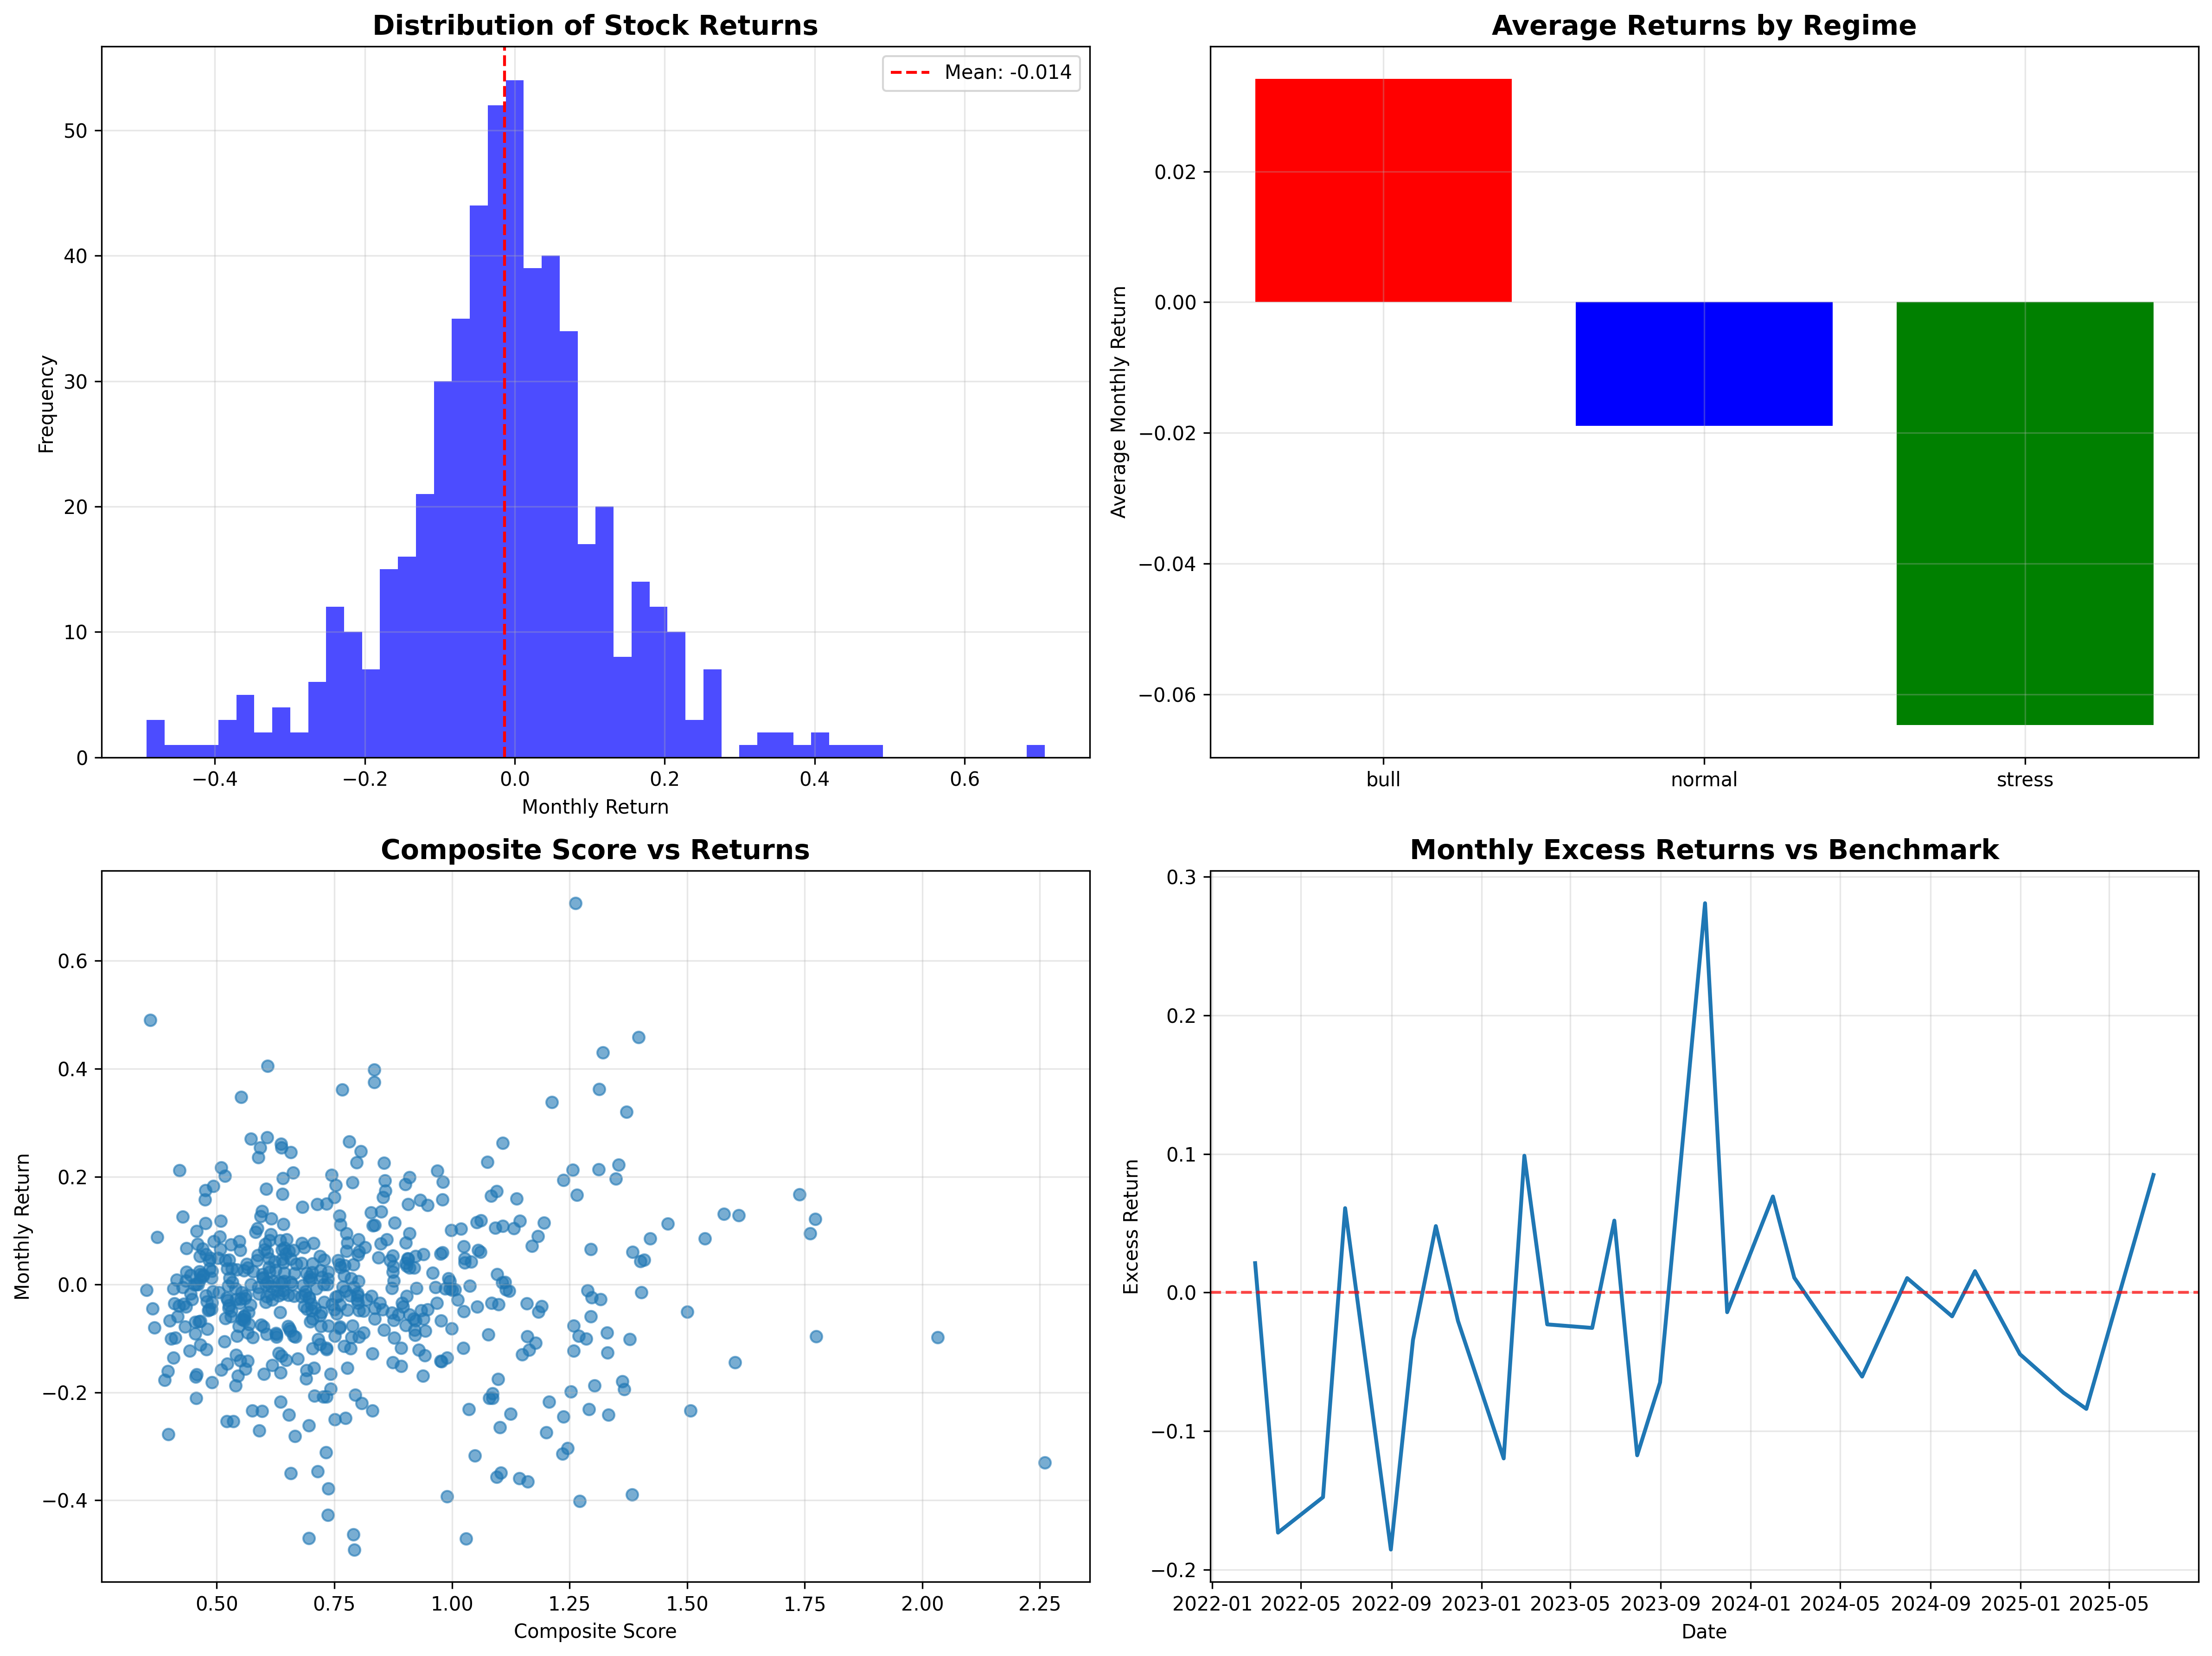 Distribution of Stock Returns
Mean: -0.014
Frequency
50
40
30
20
10
0
−0.4 −0.2 0.0 0.2 0.4 0.6
Monthly Return
Average Returns by Regime
Average Monthly Return
0.02
0.00
−0.02
−0.04
−0.06
bull normal stress
Composite Score vs Returns
Monthly Return
0.6
0.4
0.2
0.0
−0.2
−0.4
0.50 0.75 1.00 1.25 1.50 1.75 2.00 2.25
Composite Score
Monthly Excess Returns vs Benchmark
Excess Return
0.3
0.2
0.1
0.0
−0.1
−0.2
2022-01 2022-05 2022-09 2023-01 2023-05 2023-09 2024-01 2024-05 2024-09 2025-01 2025-05
Date